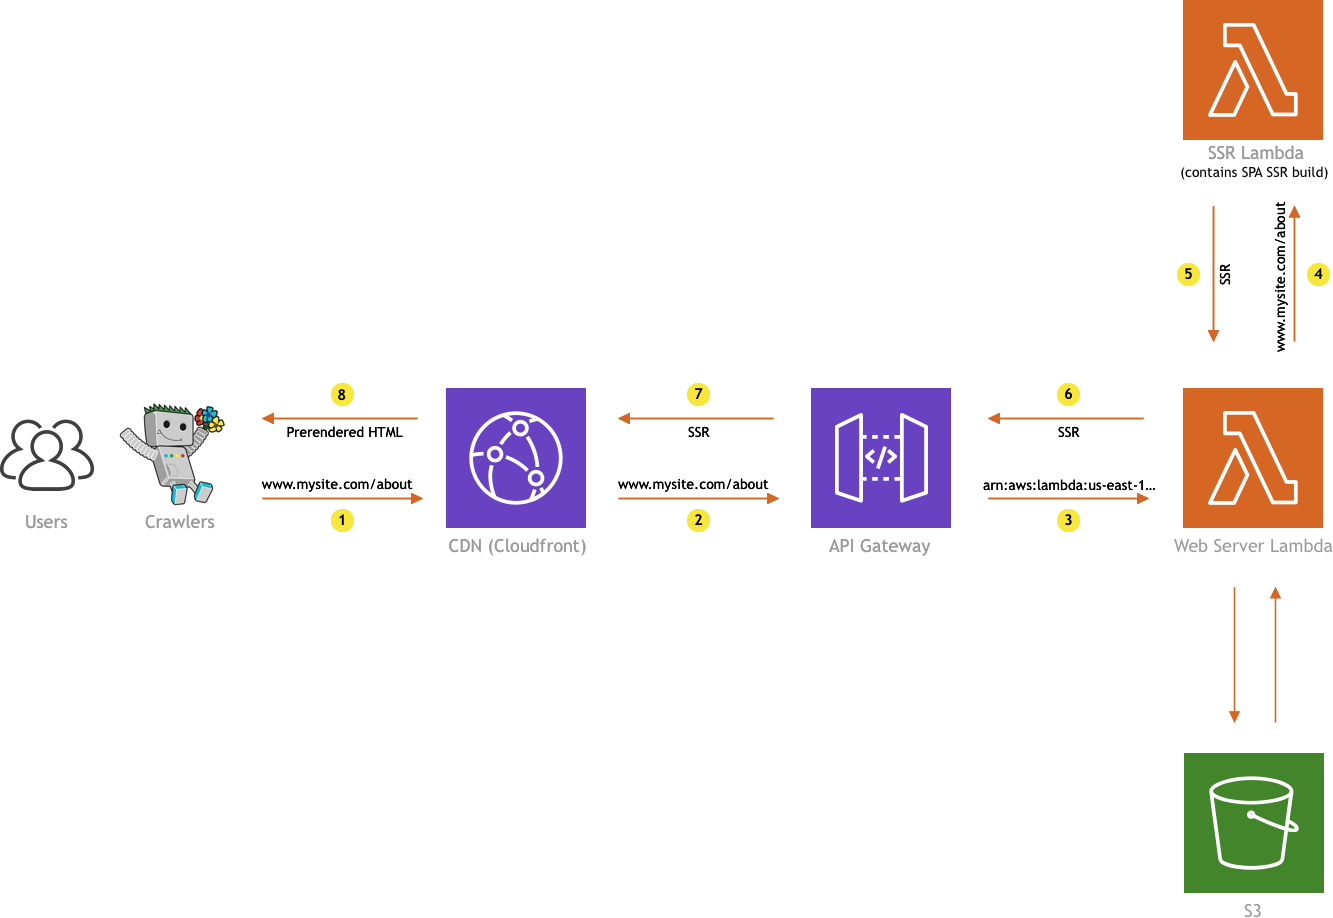 SSR Lambda
(contains SPA SSR build)
5
SSR
www.mysite.com/about
4
8
Prerendered HTML
www.mysite.com/about
1
7
SSR
www.mysite.com/about
2
6
SSR
arn:aws:lambda:us-east-1...
3
Users
Crawlers
CDN (Cloudfront)
</>
API Gateway
Web Server Lambda
S3